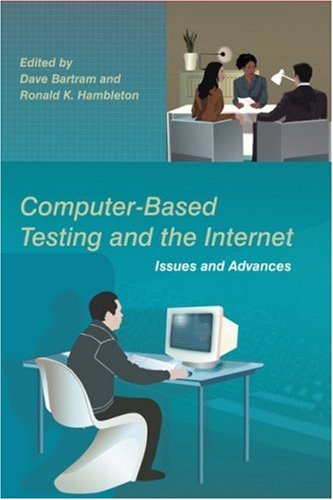 Edited by
Dave Bartram and
Ronald K. Hambleton
Computer-Based
Testing and the Internet
Issues and Advances